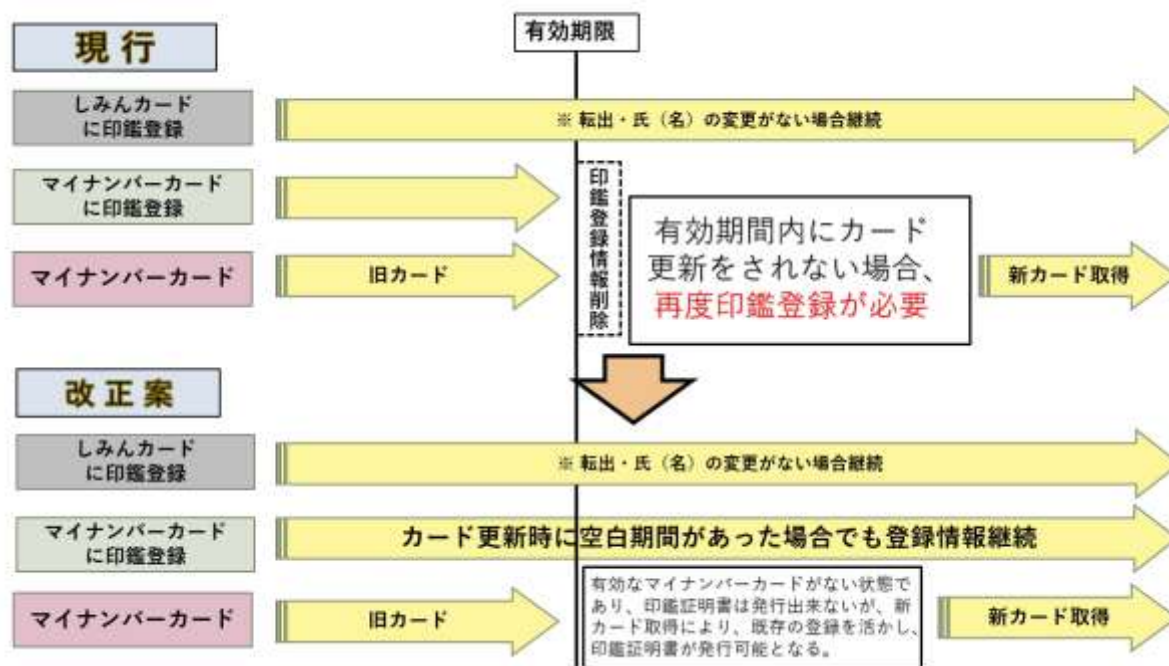 有効期限
現行
しみんカード
に印鑑登録
※ 転出・氏（名）の変更がない場合継続
マイナンバーカード
に印鑑登録
印鑑登録情報削除
有効期間内にカード
更新をされない場合、
再度印鑑登録が必要
マイナンバーカード
旧カード
新カード取得
改正案
しみんカード
に印鑑登録
※ 転出・氏（名）の変更がない場合継続
マイナンバーカード
に印鑑登録
カード更新時に空白期間があった場合でも登録情報継続
マイナンバーカード
旧カード
有効なマイナンバーカードがない状態で
あり、印鑑証明書は発行出来ないが、新
カード取得により、既存の登録を活かし、
印鑑証明書が発行可能となる。
新カード取得